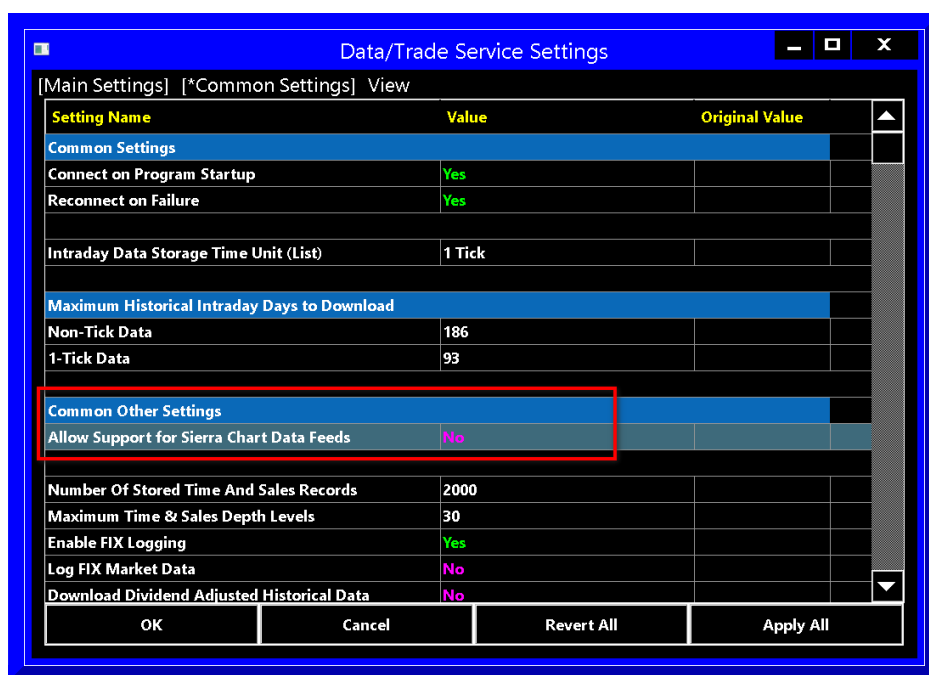 Data/Trade Service Settings
[Main Settings] [*Common Settings] View
Setting Name Value Original Value
Common Settings
Connect on Program Startup Yes
Reconnect on Failure Yes
Intraday Data Storage Time Unit (List) 1 Tick
Maximum Historical Intraday Days to Download
Non-Tick Data 186
1-Tick Data 93
Common Other Settings
Allow Support for Sierra Chart Data Feeds No
Number Of Stored Time And Sales Records 2000
Maximum Time & Sales Depth Levels 30
Enable FIX Logging Yes
Log FIX Market Data No
Download Dividend Adjusted Historical Data No
OK Cancel Revert All Apply All